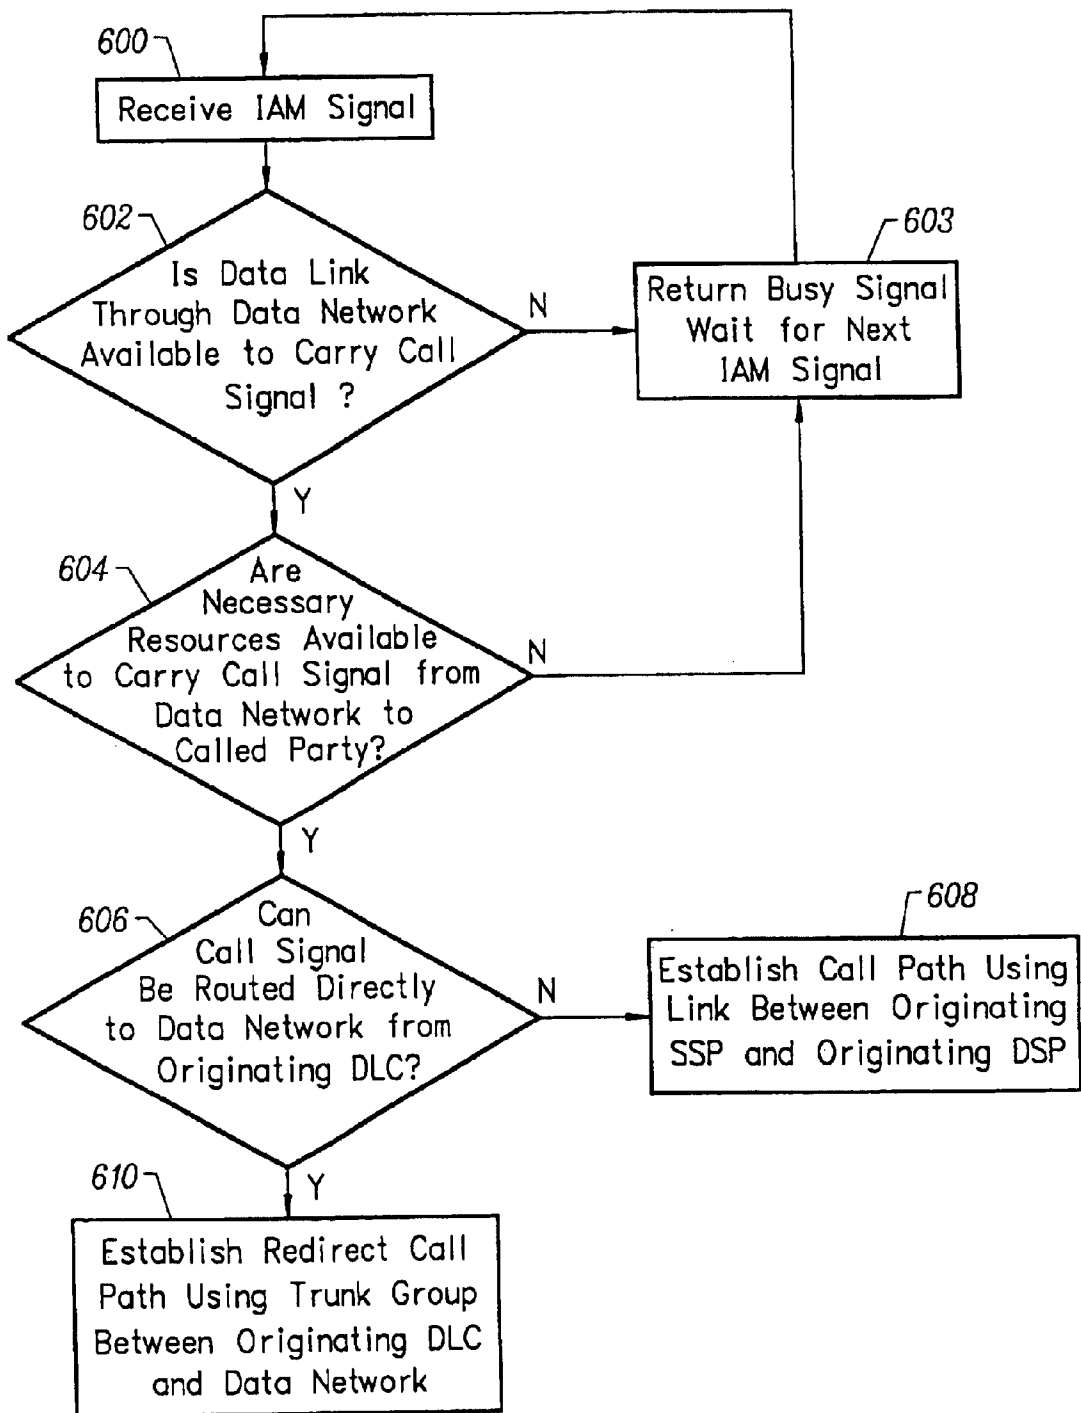 600
Receive IAM Signal
602
Is Data Link
Through Data Network
Available to Carry Call
Signal ?
N
603
Return Busy Signal
Wait for Next
IAM Signal
Y
604
Are
Necessary
Resources Available
to Carry Call Signal from
Data Network to
Called Party?
N
Y
606
Can
Call Signal
Be Routed Directly
to Data Network from
Originating DLC?
N
608
Establish Call Path Using
Link Between Originating
SSP and Originating DSP
Y
610
Establish Redirect Call
Path Using Trunk Group
Between Originating DLC
and Data Network